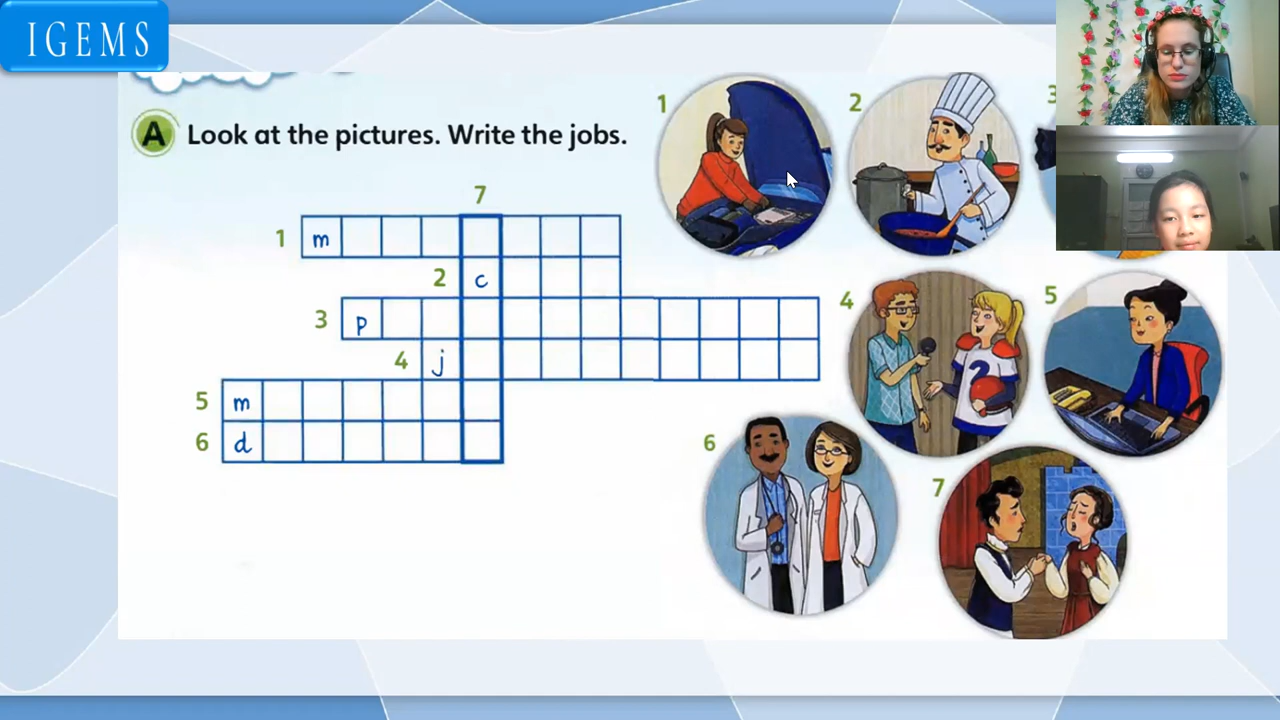 IGEMS
A Look at the pictures. Write the jobs.
1
2
3
7
1 m
2 c
3 p
4 j
5 m
6 d
4
5
6
7